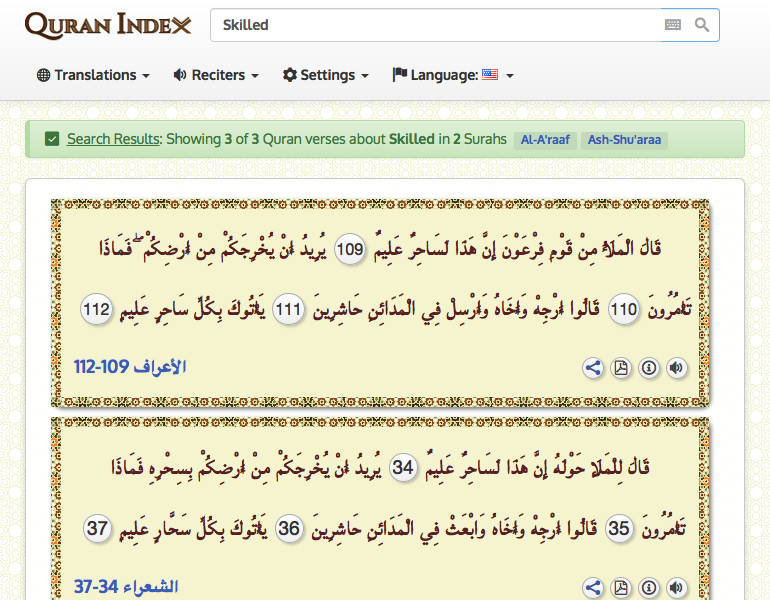 QURAN INDEX
Skilled
Translations Reciters Settings Language:
Search Results: Showing 3 of 3 Quran verses about Skilled in 2 Surahs Al-A'raaf Ash-Shu'araa
قَالَ الْمَلَأُ مِنْ قَوْمِ فِرْعَوْنَ إِنَّ هَذَا لَسَاحِرٌ عَلِيمٌ 109 يُرِيدُ أَنْ يُخْرِجَكُمْ مِنْ أَرْضِكُمْ ۖ فَمَاذَا
تَأْمُرُونَ 110 قَالُوا أَرْجِهْ وَأَخَاهُ وَأَرْسِلْ فِي الْمَدَائِنِ حَاشِرِينَ 111 يَأْتُوكَ بِكُلِّ سَاحِرٍ عَلِيمٍ 112
الأعراف 109-112
قَالَ لِلْمَلَإِ حَوْلَهُ إِنَّ هَذَا لَسَاحِرٌ عَلِيمٌ 34 يُرِيدُ أَنْ يُخْرِجَكُمْ مِنْ أَرْضِكُمْ بِسِحْرِهِ فَمَاذَا
تَأْمُرُونَ 35 قَالُوا أَرْجِهْ وَأَخَاهُ وَابْعَثْ فِي الْمَدَائِنِ حَاشِرِينَ 36 يَأْتُوكَ بِكُلِّ سَحَّارٍ عَلِيمٍ 37
الشعراء 34-37